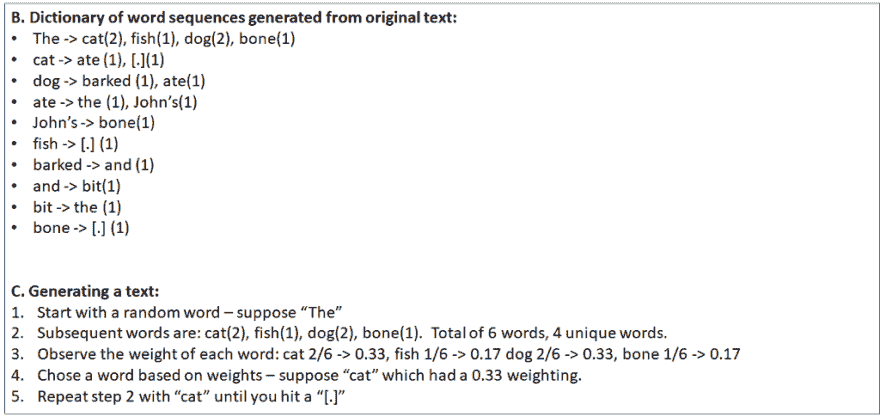 B. Dictionary of word sequences generated from original text:
• The -> cat(2), fish(1), dog(2), bone(1)
• cat -> ate (1), [.](1)
• dog -> barked (1), ate(1)
• ate -> the (1), John’s(1)
• John’s -> bone(1)
• fish -> [.] (1)
• barked -> and (1)
• and -> bit(1)
• bit -> the (1)
• bone -> [.] (1)
C. Generating a text:
1. Start with a random word – suppose “The”
2. Subsequent words are: cat(2), fish(1), dog(2), bone(1).  Total of 6 words, 4 unique words.
3. Observe the weight of each word: cat 2/6 -> 0.33, fish 1/6 -> 0.17 dog 2/6 -> 0.33, bone 1/6 -> 0.17
4. Chose a word based on weights – suppose “cat” which had a 0.33 weighting.
5. Repeat step 2 with “cat” until you hit a “[.]”